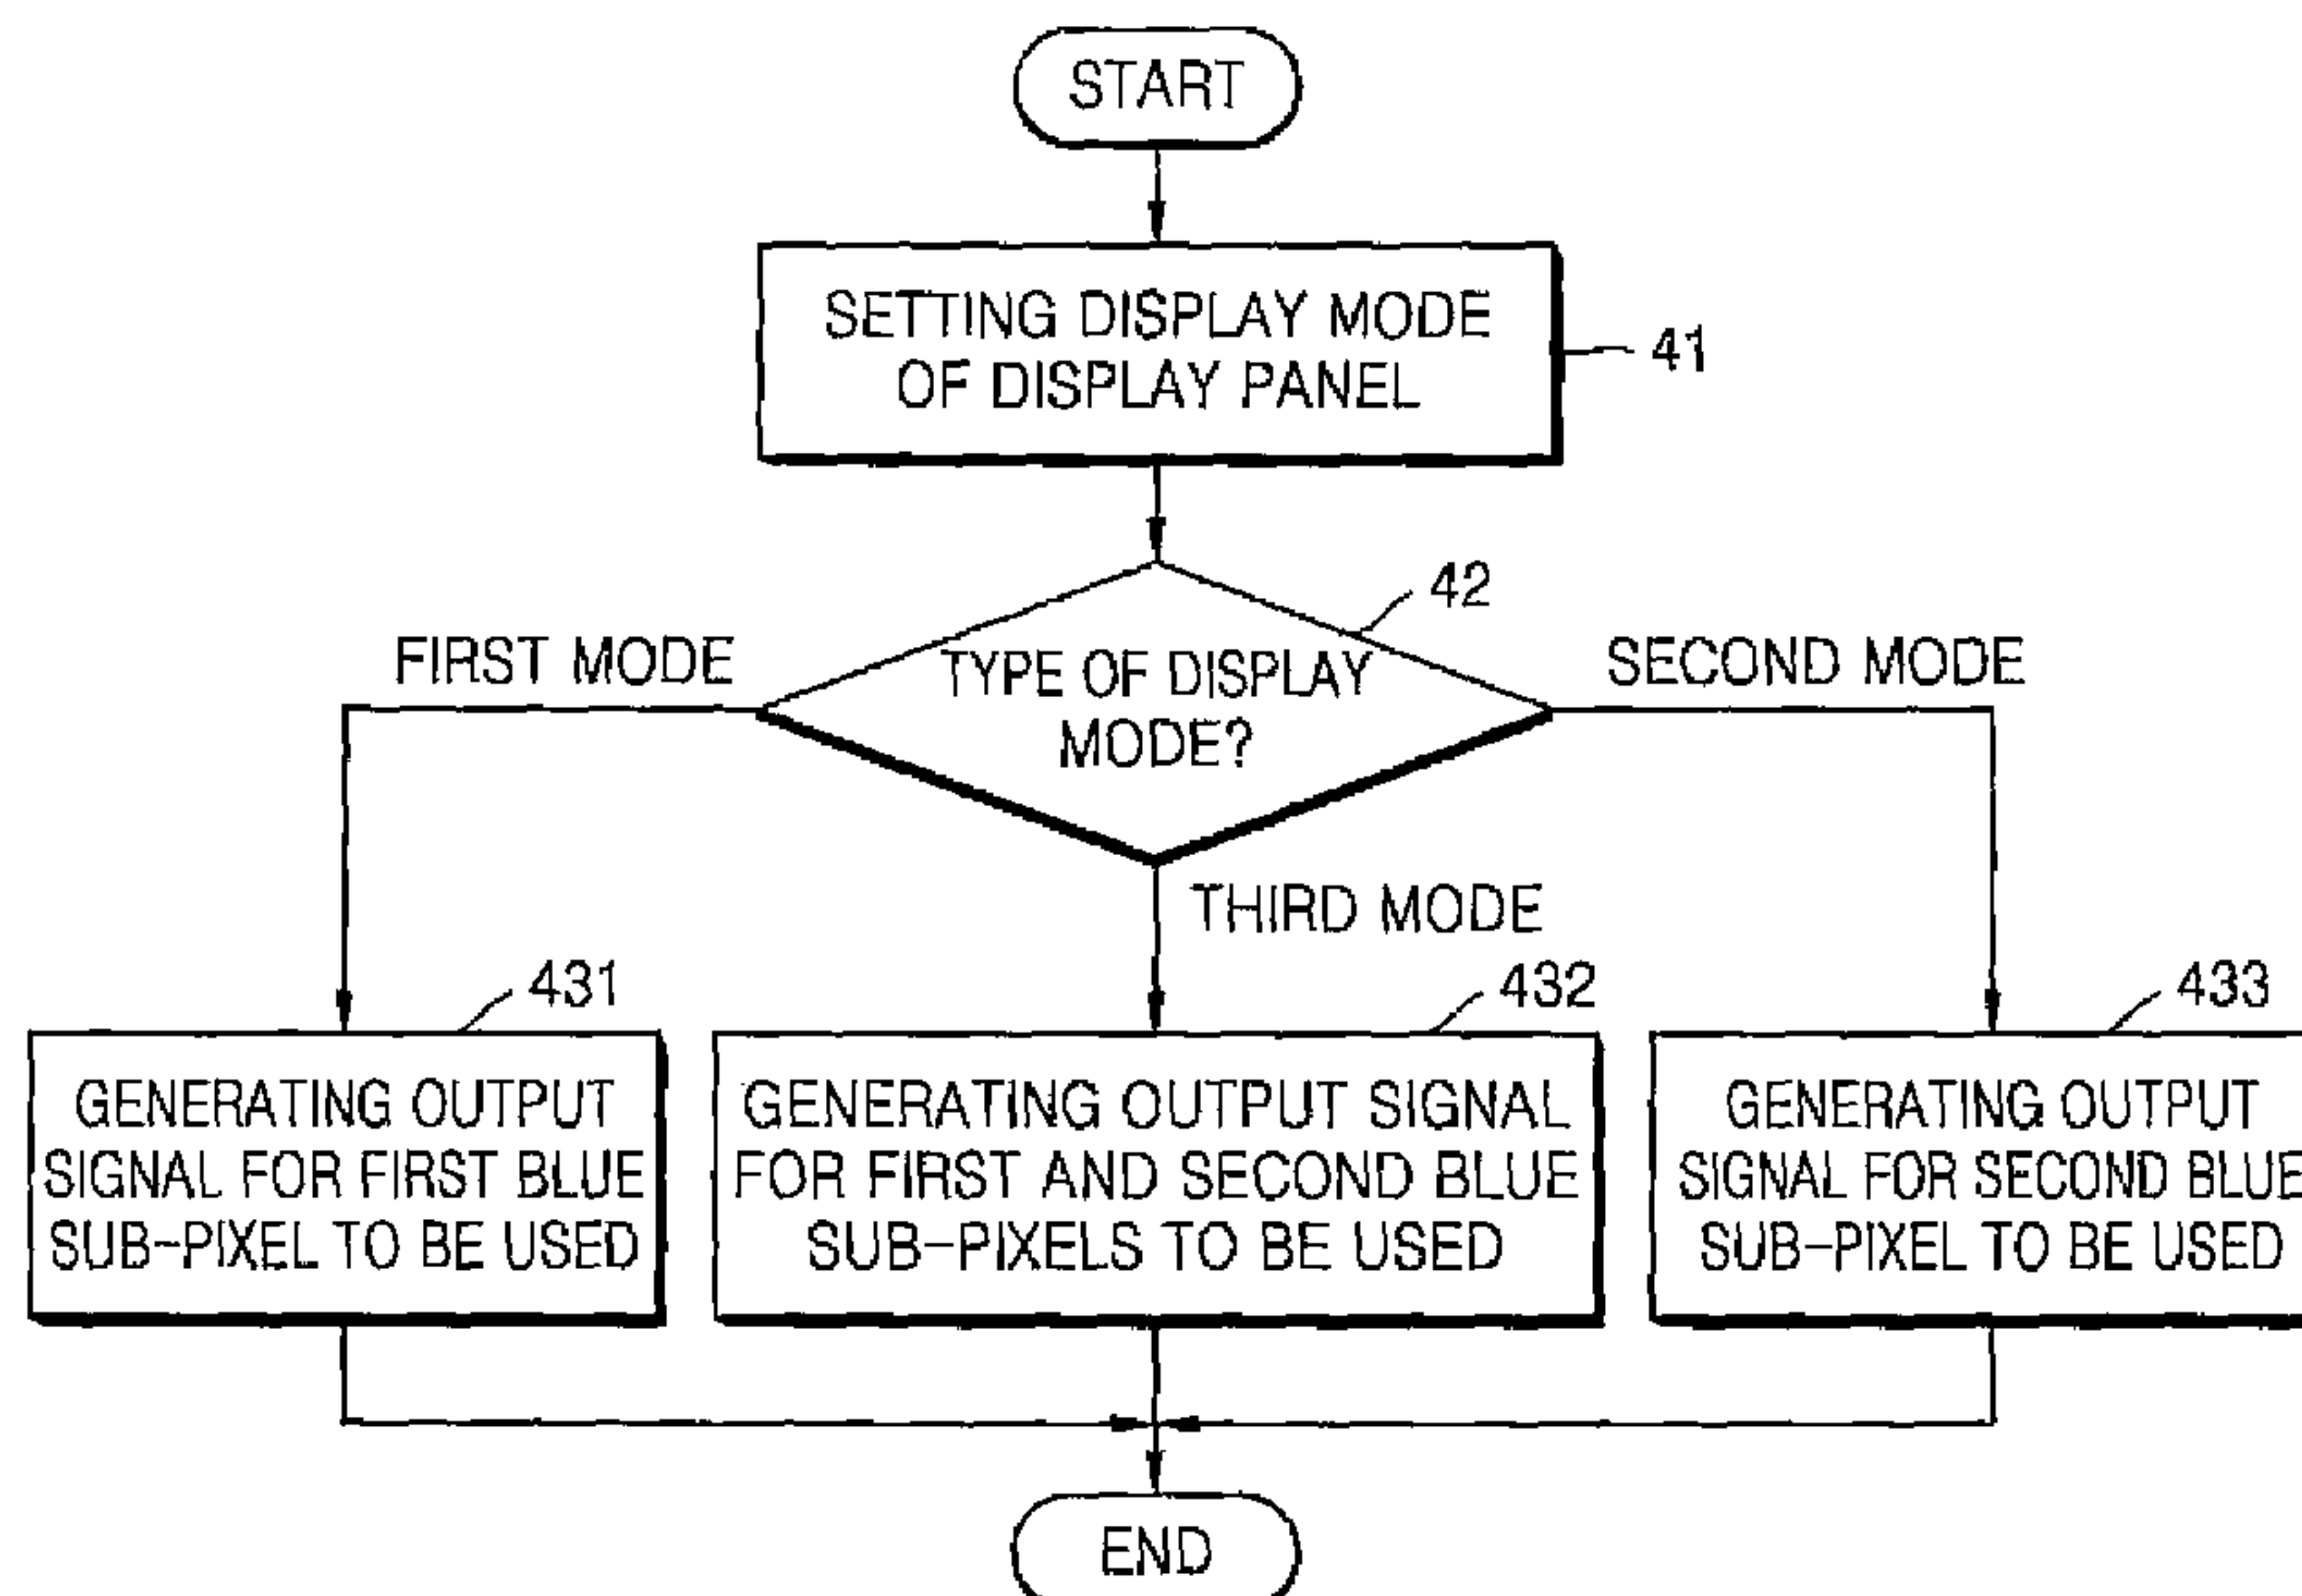 START
SETTING DISPLAY MODE
OF DISPLAY PANEL
41
42
FIRST MODE
TYPE OF DISPLAY
MODE?
SECOND MODE
THIRD MODE
431
432
433
GENERATING OUTPUT
SIGNAL FOR FIRST BLUE
SUB-PIXEL TO BE USED
GENERATING OUTPUT SIGNAL
FOR FIRST AND SECOND BLUE
SUB-PIXELS TO BE USED
GENERATING OUTPUT
SIGNAL FOR SECOND BLUE
SUB-PIXEL TO BE USED
END